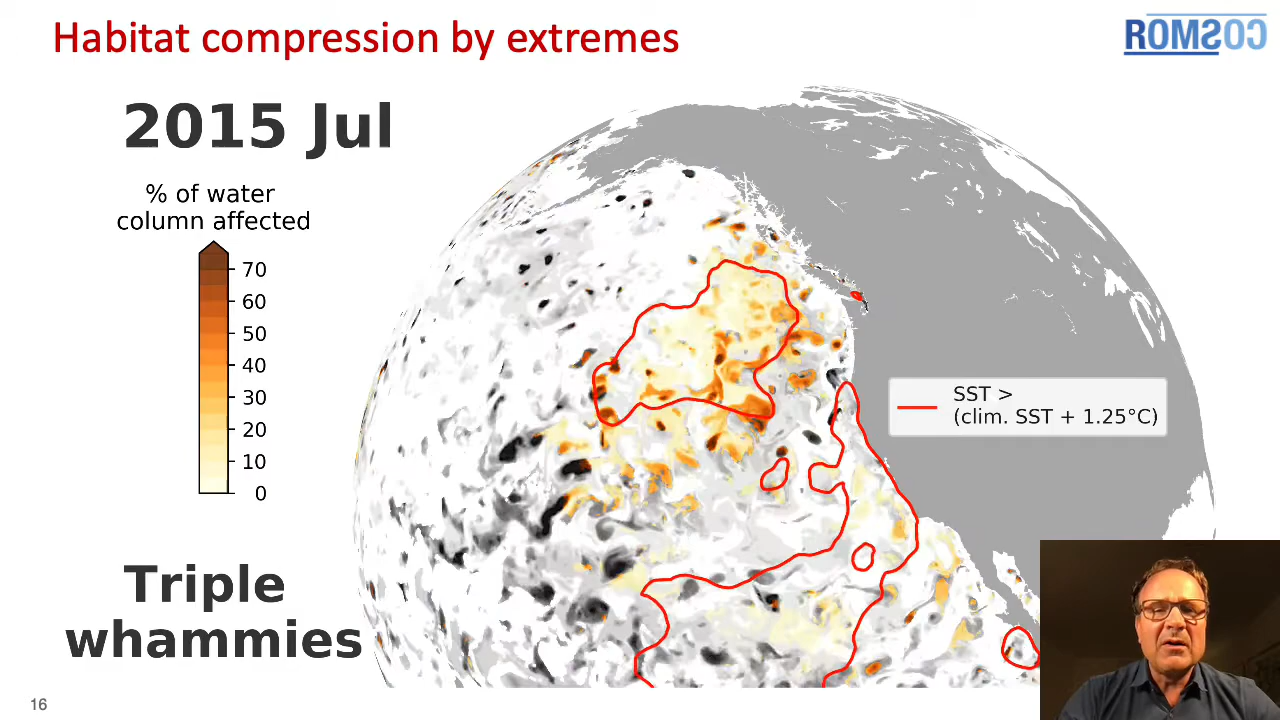 Habitat compression by extremes
ROMSOC
2015 Jul
% of water
column affected
70
60
50
40
30
20
10
0
SST >
(clim. SST + 1.25°C)
Triple
whammies
16